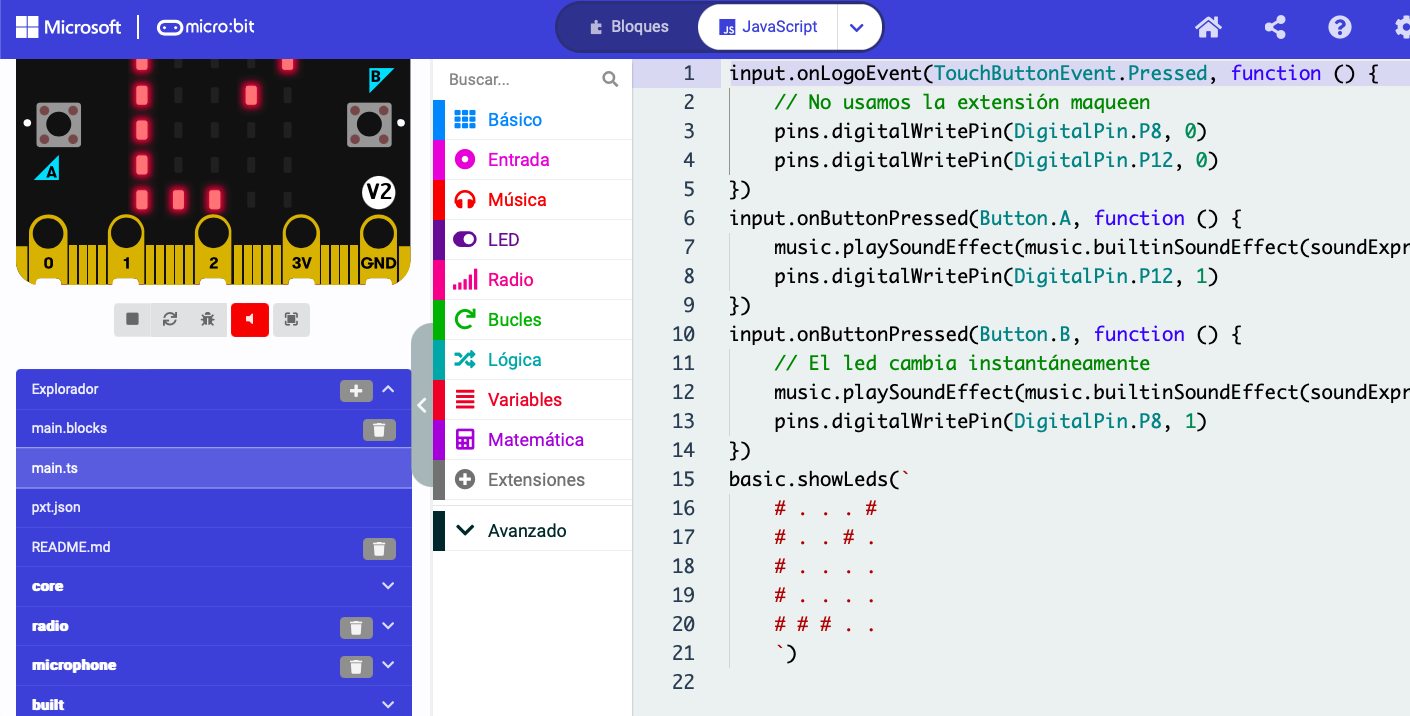 Microsoft
micro:bit
Bloques
JS JavaScript
B
A
V2
0 1 2 3V GND
Explorador
main.blocks
main.ts
pxt.json
README.md
core
radio
microphone
built
Buscar...
Básico
Entrada
Música
LED
Radio
Bucles
Lógica
Variables
Matemática
Extensiones
Avanzado
1 input.onLogoEvent(TouchButtonEvent.Pressed, function () {
2 // No usamos la extensión maqueen
3 pins.digitalWritePin(DigitalPin.P8, 0)
4 pins.digitalWritePin(DigitalPin.P12, 0)
5 })
6 input.onButtonPressed(Button.A, function () {
7 music.playSoundEffect(music.builtinSoundEffect(soundExpr
8 pins.digitalWritePin(DigitalPin.P12, 1)
9 })
10 input.onButtonPressed(Button.B, function () {
11 // El led cambia instantáneamente
12 music.playSoundEffect(music.builtinSoundEffect(soundExpr
13 pins.digitalWritePin(DigitalPin.P8, 1)
14 })
15 basic.showLeds(`
16 # . . . #
17 # . . # .
18 # . . . .
19 # . . . .
20 # # # . .
21 `)
22